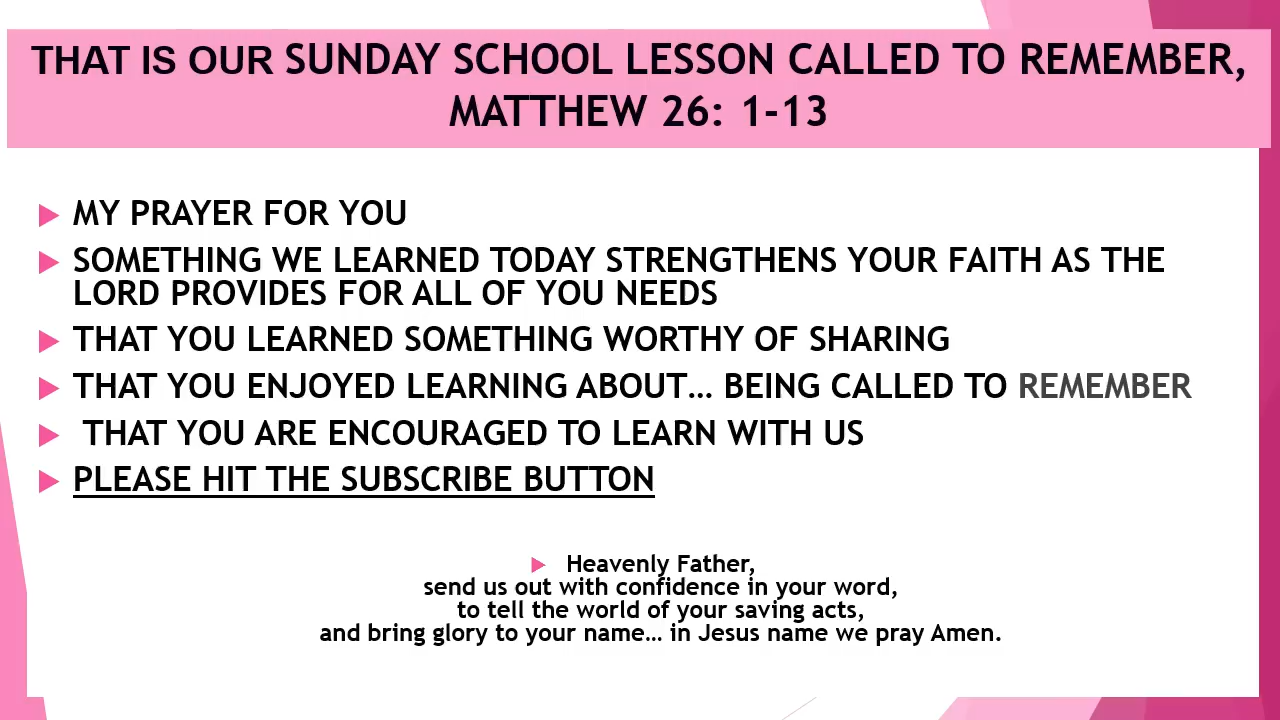 THAT IS OUR SUNDAY SCHOOL LESSON CALLED TO REMEMBER,
MATTHEW 26: 1-13
MY PRAYER FOR YOU
SOMETHING WE LEARNED TODAY STRENGTHENS YOUR FAITH AS THE
LORD PROVIDES FOR ALL OF YOU NEEDS
THAT YOU LEARNED SOMETHING WORTHY OF SHARING
THAT YOU ENJOYED LEARNING ABOUT… BEING CALLED TO REMEMBER
THAT YOU ARE ENCOURAGED TO LEARN WITH US
PLEASE HIT THE SUBSCRIBE BUTTON
Heavenly Father,
send us out with confidence in your word,
to tell the world of your saving acts,
and bring glory to your name… in Jesus name we pray Amen.